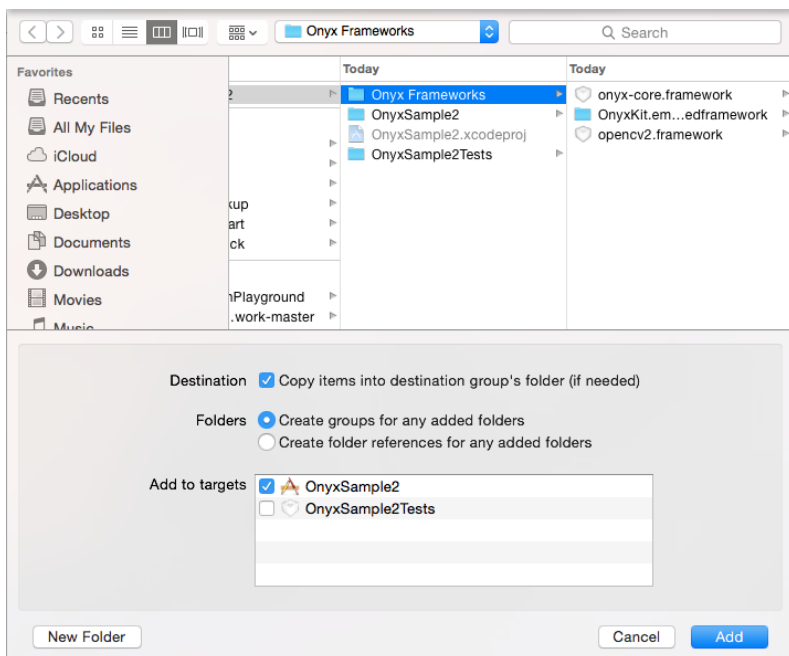 Onyx Frameworks
Search
Favorites
Recents
All My Files
iCloud
Applications
Desktop
Documents
Downloads
Movies
Music
2
kup
art
ck
nPlayground
.work-master
Today
Onyx Frameworks
OnyxSample2
OnyxSample2.xcodeproj
OnyxSample2Tests
Today
onyx-core.framework
OnyxKit.em...edframework
opencv2.framework
Destination Copy items into destination group's folder (if needed)
Folders Create groups for any added folders
Create folder references for any added folders
Add to targets OnyxSample2
OnyxSample2Tests
New Folder Cancel Add